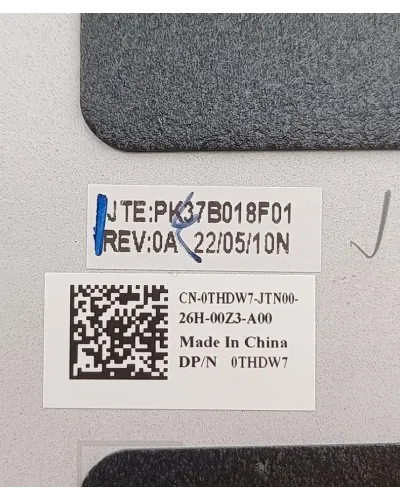 JTE:PK37B018F01
REV:0A 22/05/10N
CN-0THDW7-JTN00-
26H-00Z3-A00
Made In China
DP/N 0THDW7